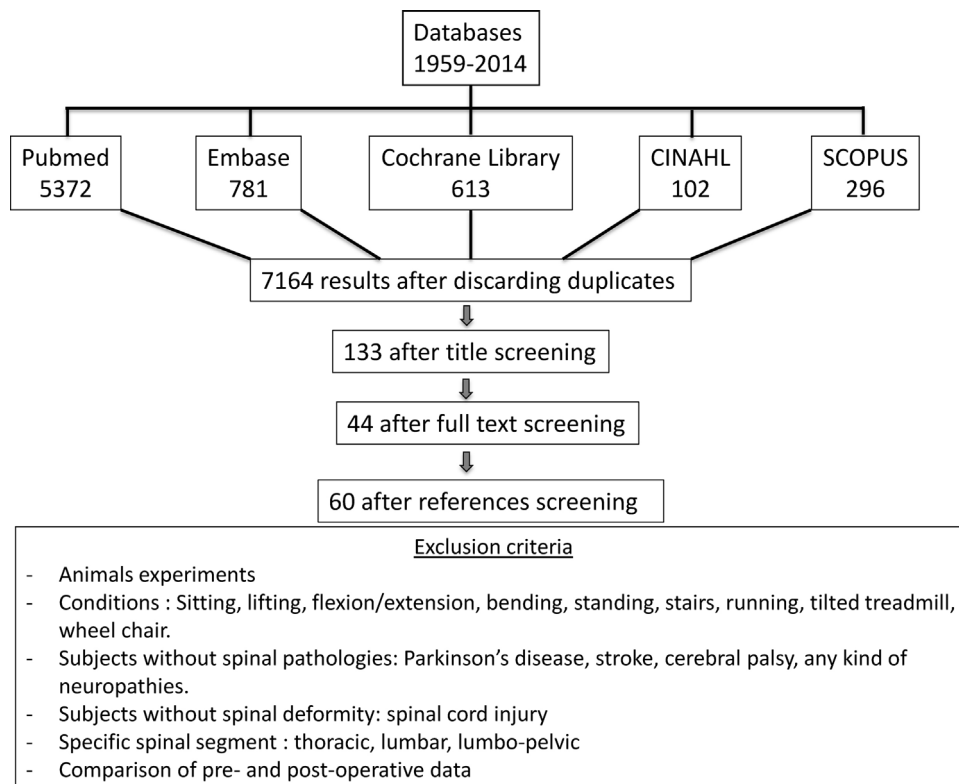 Databases
1959-2014
Pubmed
5372
Embase
781
Cochrane Library
613
CINAHL
102
SCOPUS
296
7164 results after discarding duplicates
133 after title screening
44 after full text screening
60 after references screening
Exclusion criteria
- Animals experiments
- Conditions : Sitting, lifting, flexion/extension, bending, standing, stairs, running, tilted treadmill,
wheel chair.
- Subjects without spinal pathologies: Parkinson’s disease, stroke, cerebral palsy, any kind of
neuropathies.
- Subjects without spinal deformity: spinal cord injury
- Specific spinal segment : thoracic, lumbar, lumbo-pelvic
- Comparison of pre- and post-operative data